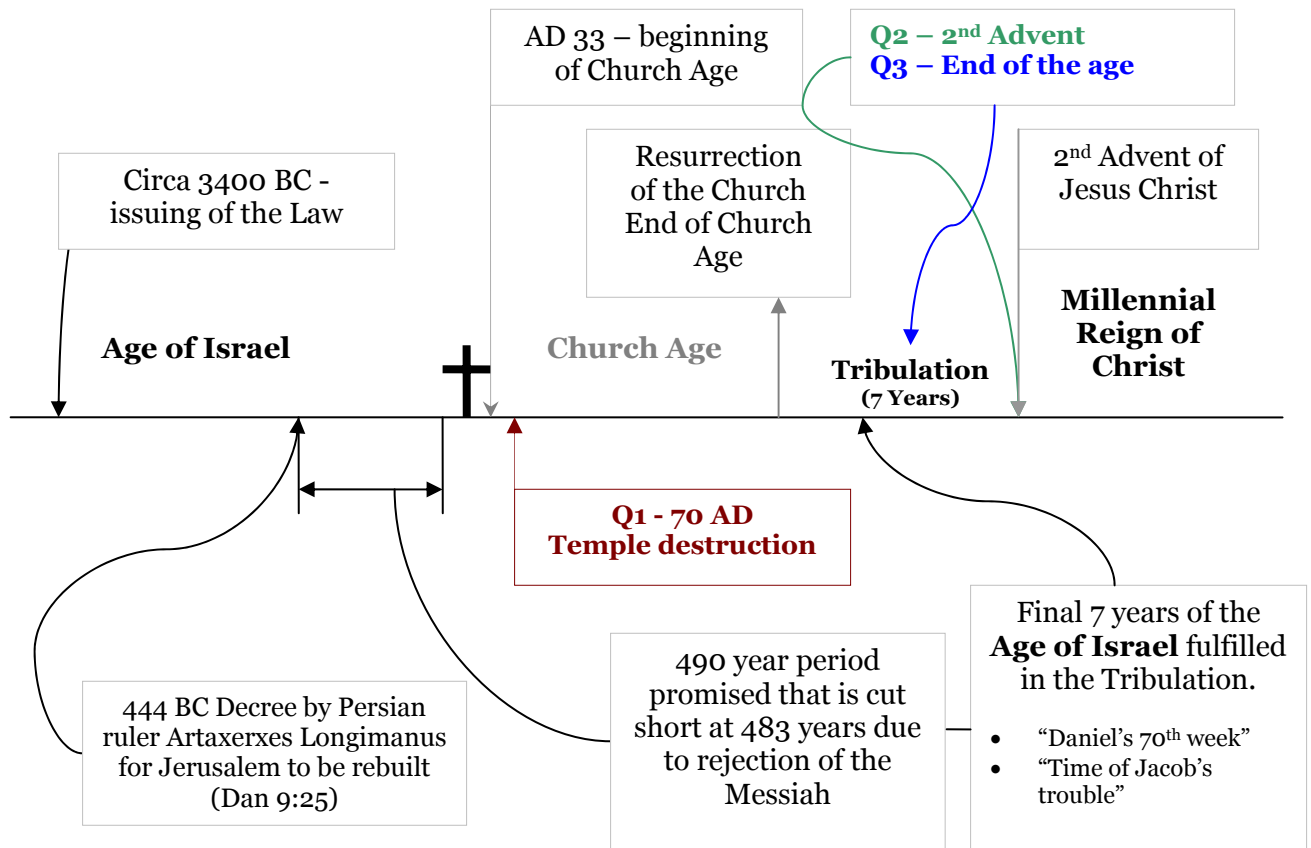 AD 33 – beginning
of Church Age
Q2 – 2nd Advent
Q3 – End of the age
Circa 3400 BC -
issuing of the Law
Resurrection
of the Church
End of Church
Age
2nd Advent of
Jesus Christ
Age of Israel
Church Age
Tribulation
(7 Years)
Millennial
Reign of
Christ
Q1 - 70 AD
Temple destruction
444 BC Decree by Persian
ruler Artaxerxes Longimanus
for Jerusalem to be rebuilt
(Dan 9:25)
490 year period
promised that is cut
short at 483 years due
to rejection of the
Messiah
Final 7 years of the
Age of Israel fulfilled
in the Tribulation.
• “Daniel’s 70th week”
• “Time of Jacob’s
trouble”